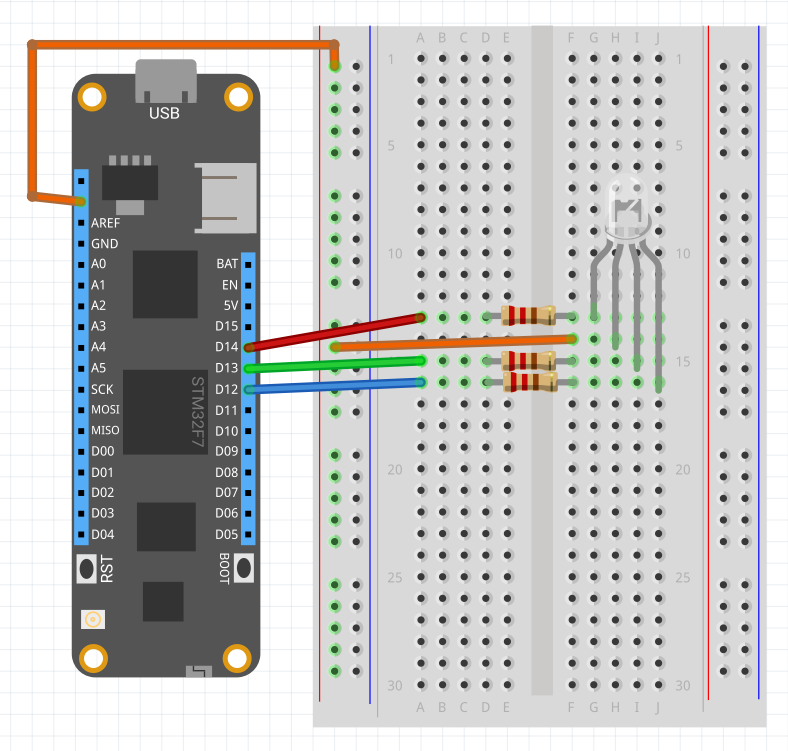 USB
AREF
GND
A0
A1
A2
A3
A4
A5
SCK
MOSI
MISO
D00
D01
D02
D03
D04
BAT
EN
5V
D15
D14
D13
D12
D11
D10
D09
D08
D07
D06
D05
STM32F7
RST
BOOT
A B C D E F G H I J
1 1
5 5
10 10
15 15
20 20
25 25
30 30
A B C D E F G H I J